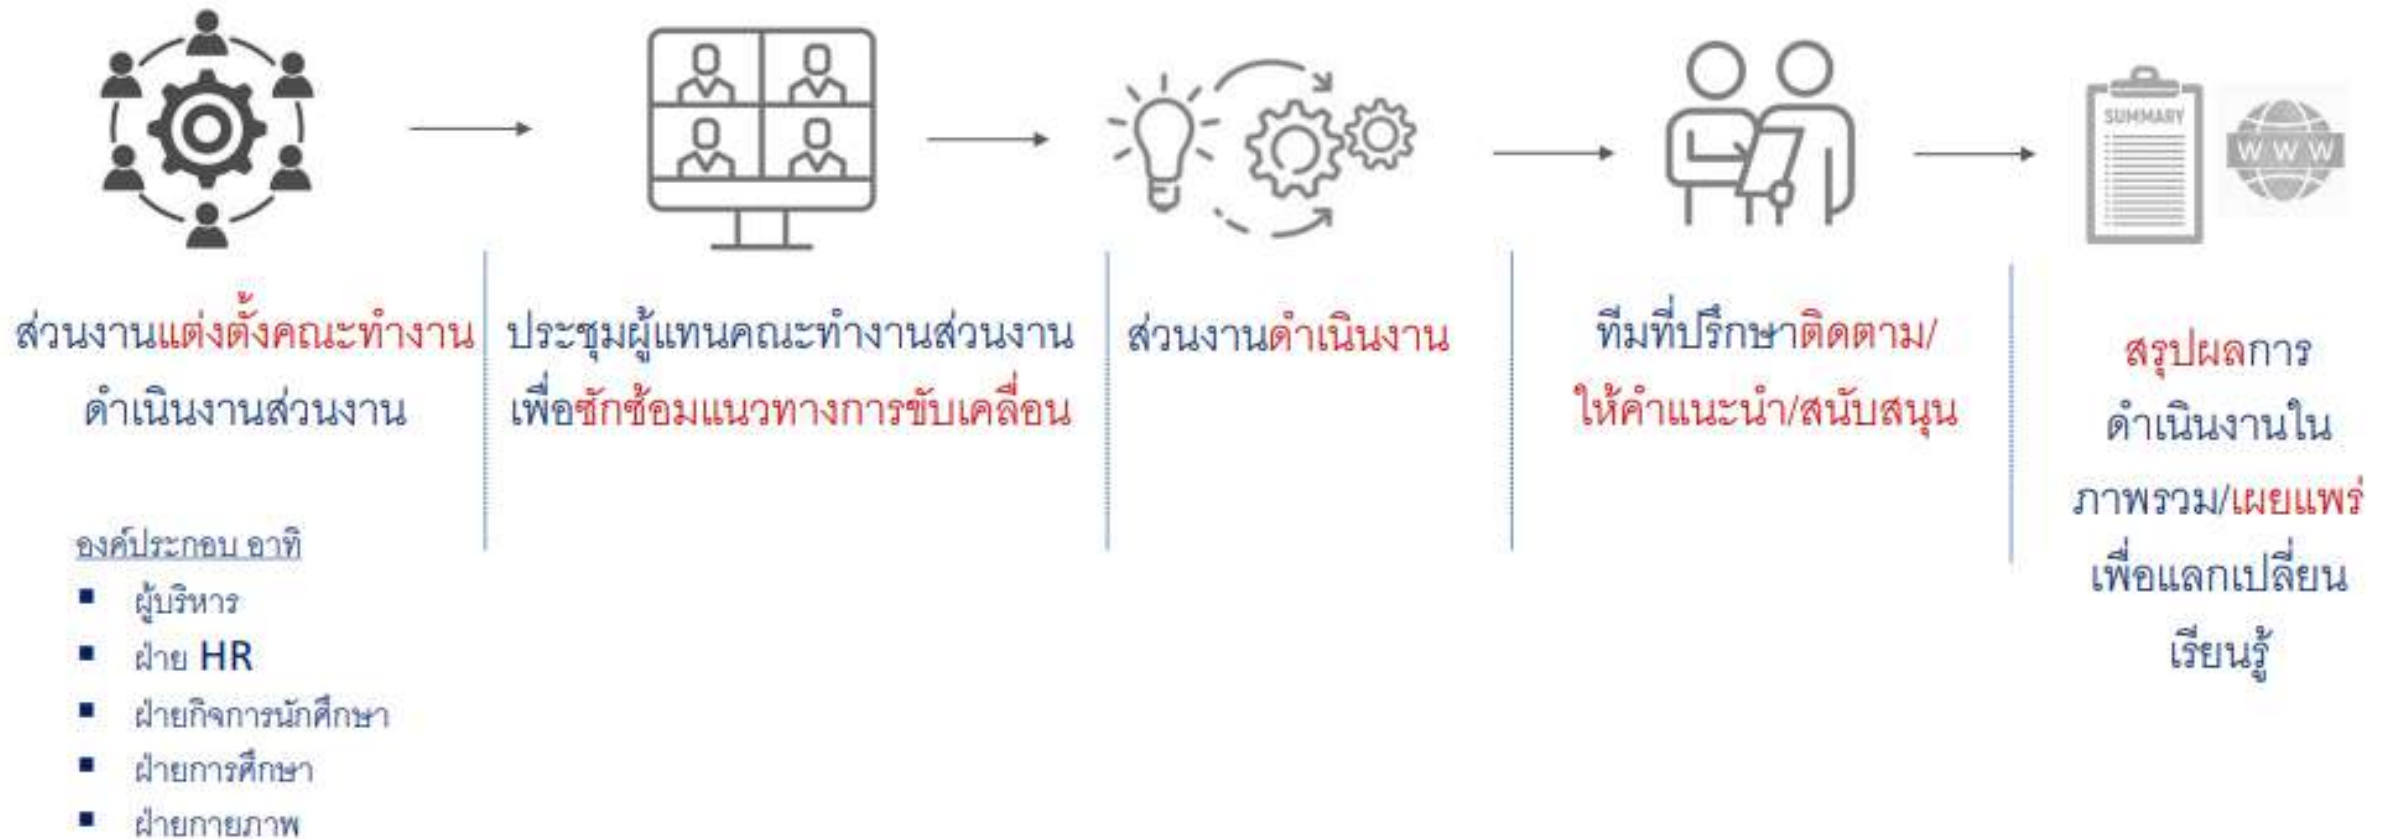 SUMMARY
WWW
ส่วนงานแต่งตั้งคณะทำงาน
ดำเนินงานส่วนงาน
องค์ประกอบ อาทิ
▪ ผู้บริหาร
▪ ฝ่าย HR
▪ ฝ่ายกิจการนักศึกษา
▪ ฝ่ายการศึกษา
▪ ฝ่ายกายภาพ
ประชุมผู้แทนคณะทำงานส่วนงาน
เพื่อซักซ้อมแนวทางการขับเคลื่อน
ส่วนงานดำเนินงาน
ทีมที่ปรึกษาติดตาม/
ให้คำแนะนำ/สนับสนุน
สรุปผลการ
ดำเนินงานใน
ภาพรวม/เผยแพร่
เพื่อแลกเปลี่ยน
เรียนรู้